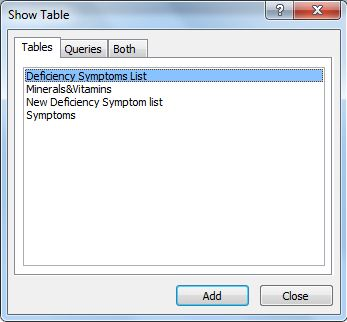 Show Table
?
Tables Queries Both
Deficiency Symptoms List
Minerals&Vitamins
New Deficiency Symptom list
Symptoms
Add Close